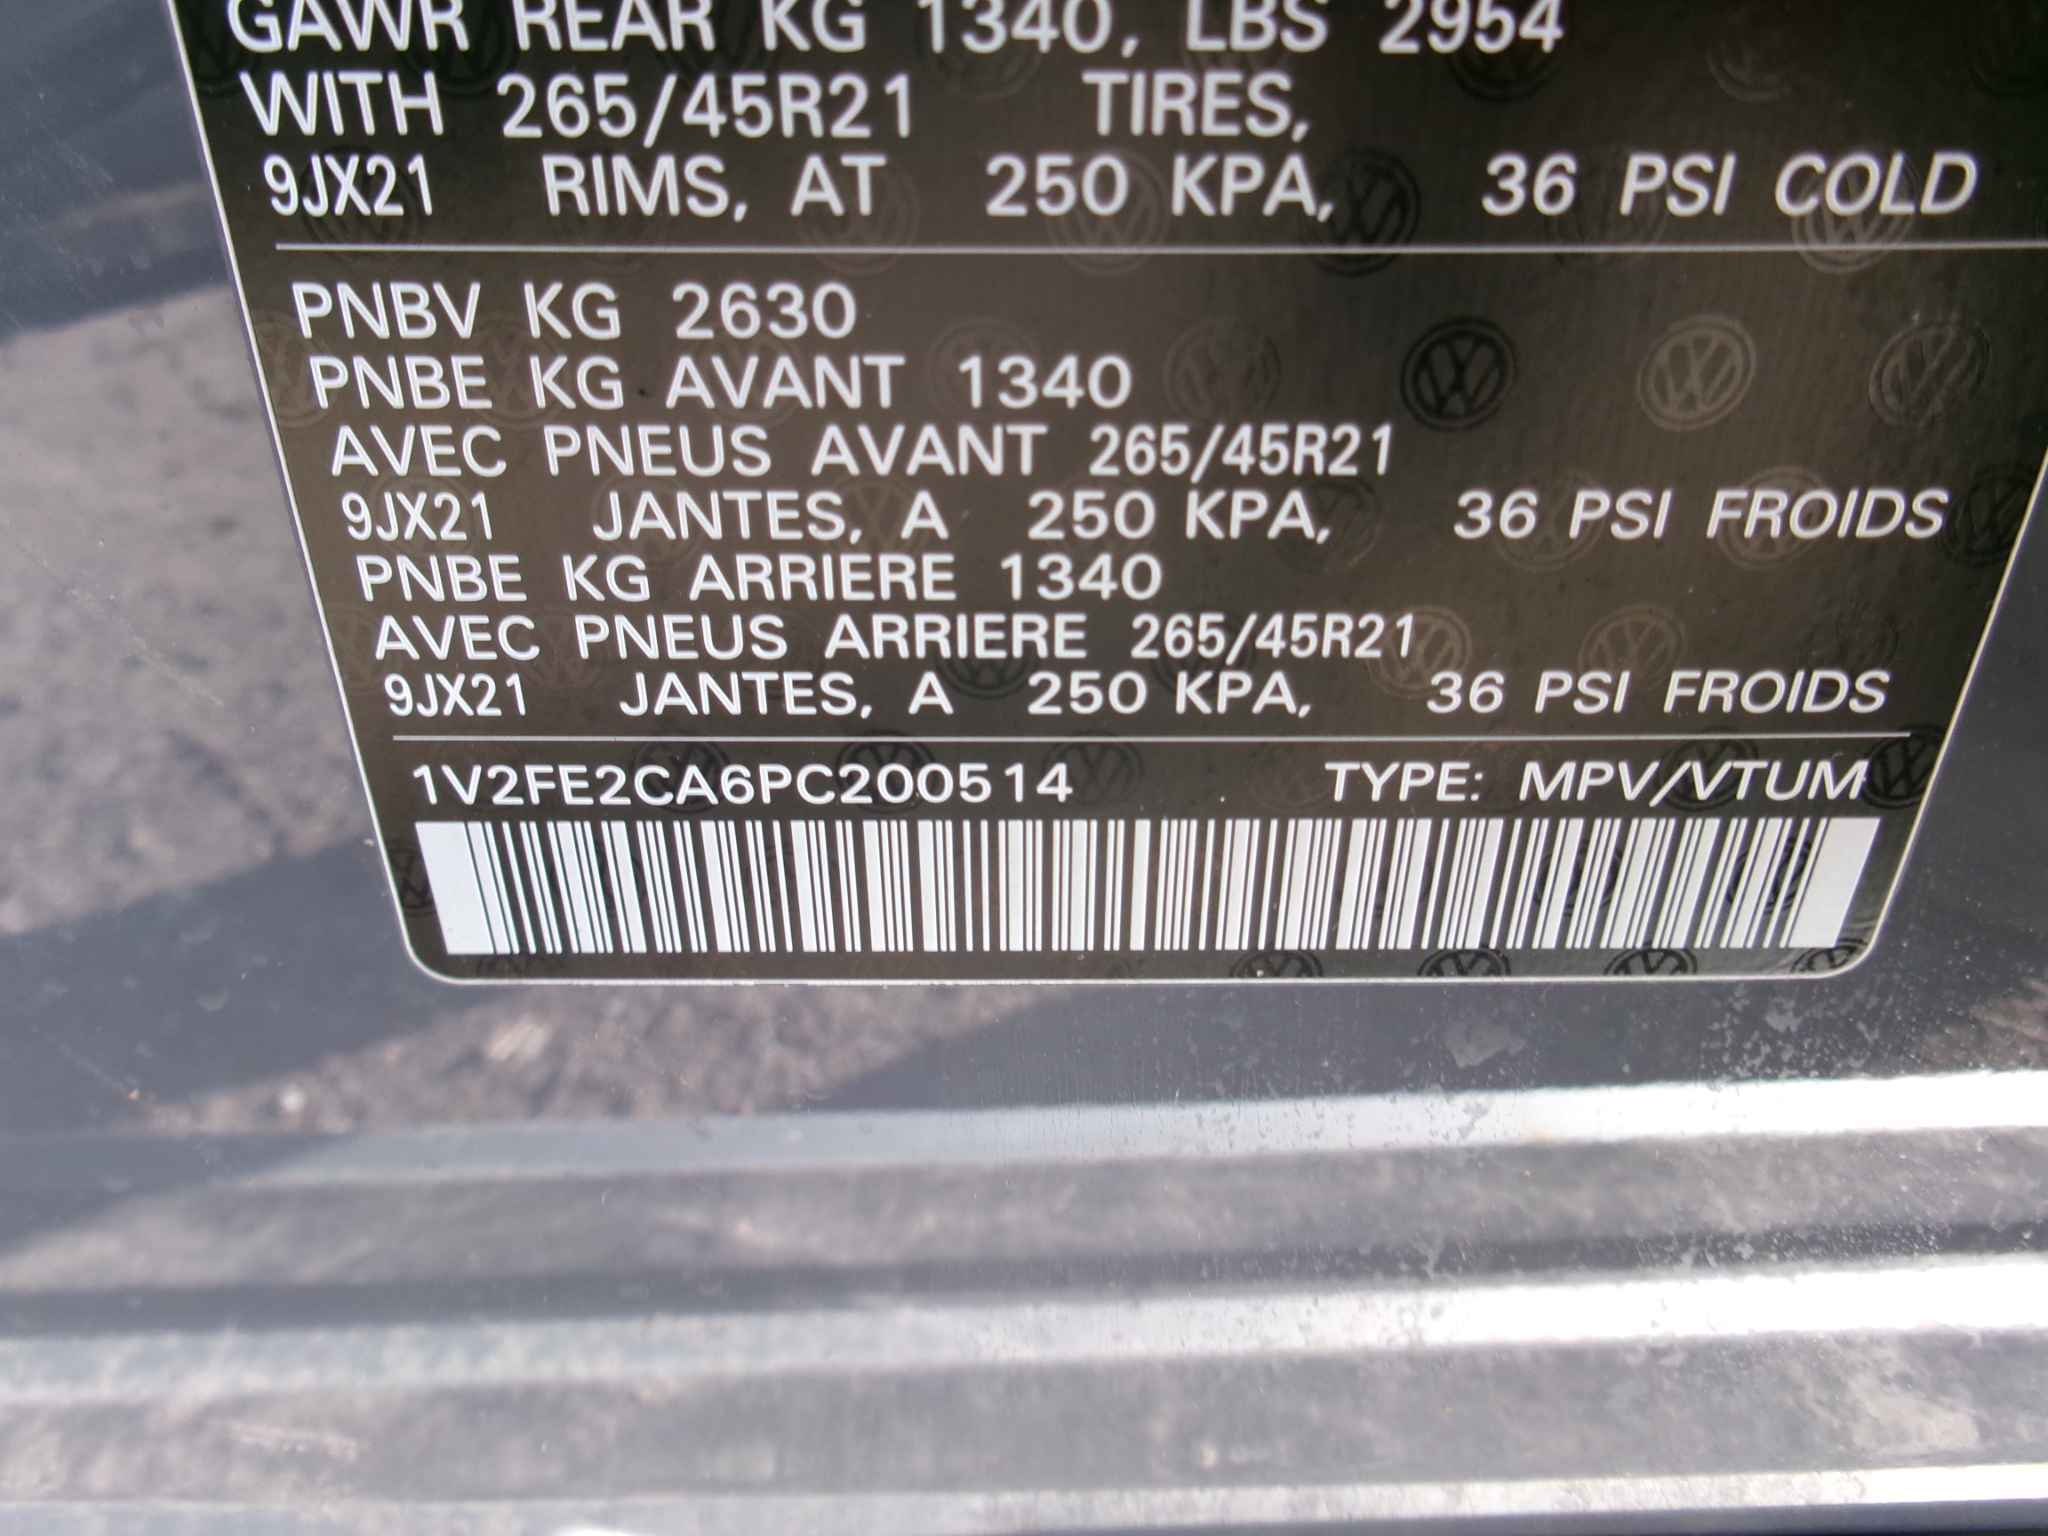 GAWR REAR KG 1340, LBS 2954
WITH 265/45R21 TIRES,
9JX21 RIMS, AT 250 KPA, 36 PSI COLD
PNBV KG 2630
PNBE KG AVANT 1340
AVEC PNEUS AVANT 265/45R21
9JX21 JANTES, A 250 KPA, 36 PSI FROIDS
PNBE KG ARRIERE 1340
AVEC PNEUS ARRIERE 265/45R21
9JX21 JANTES, A 250 KPA, 36 PSI FROIDS
1V2FE2CA6PC200514 TYPE: MPV/VTUM